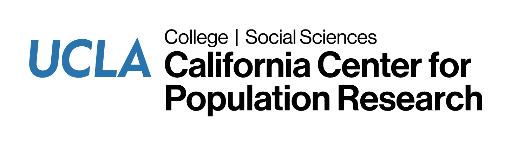 UCLA
College | Social Sciences
California Center for
Population Research